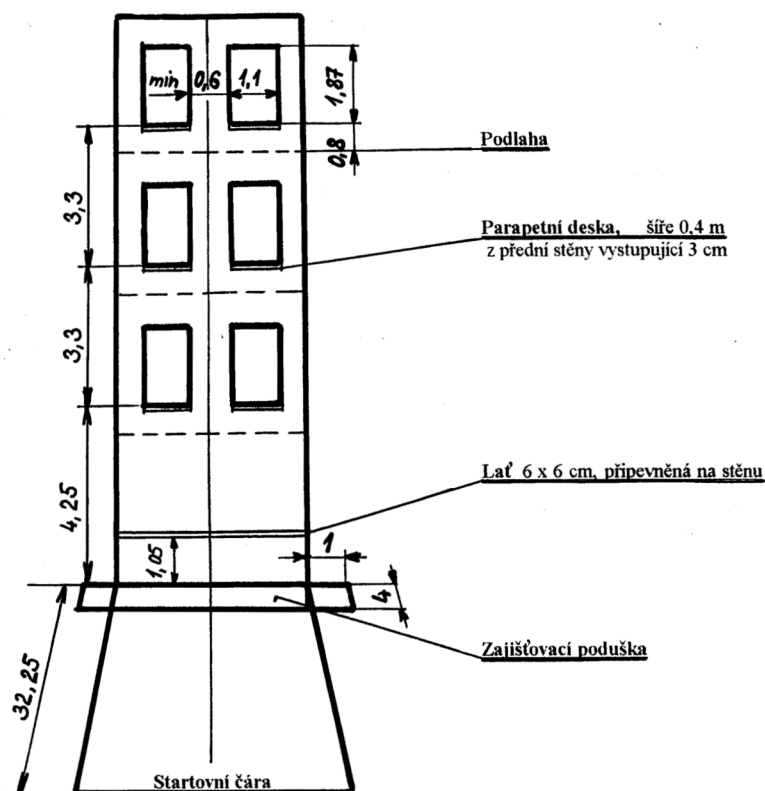 min 0,6 1,1
1,87
0,8
Podlaha
3,3
Parapetní deska, šíře 0,4 m
z přední stěny vystupující 3 cm
3,3
Lať 6 x 6 cm, připevněná na stěnu
4,25
1,05
1
4
Zajišťovací poduška
32,25
Startovní čára